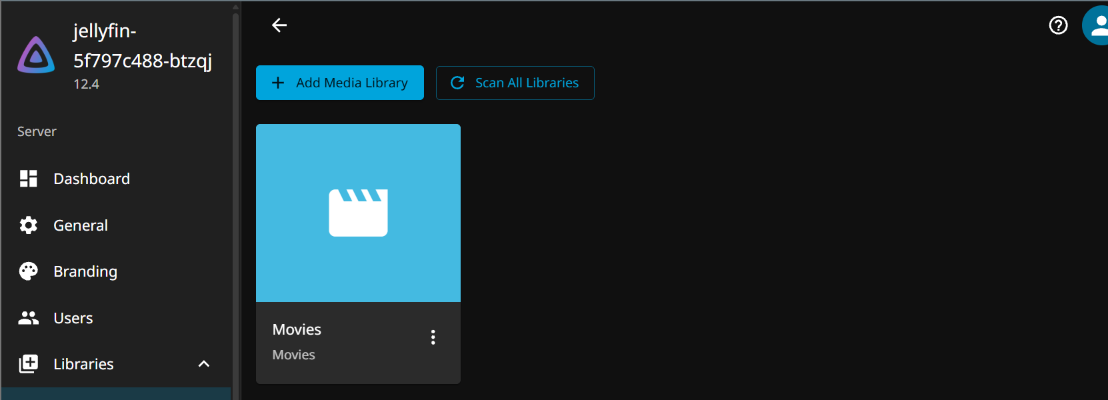 jellyfin-
5f797c488-btzqj
12.4
Server
Dashboard
General
Branding
Users
Libraries
Add Media Library
Scan All Libraries
Movies
Movies